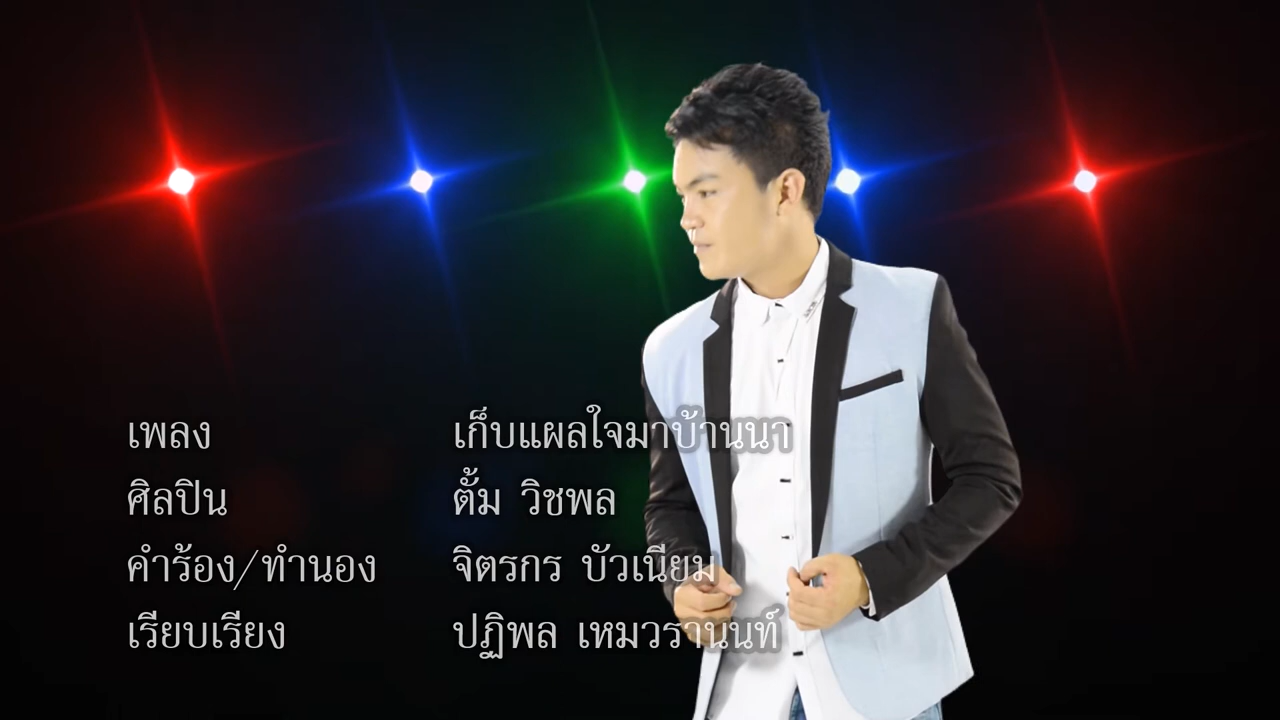 เพลง เก็บแผลใจมาบ้านนา
ศิลปิน ตั้ม วิชพล
คำร้อง/ทำนอง จิตรกร บัวเนียม
เรียบเรียง ปฏิพล เหมวรานนท์